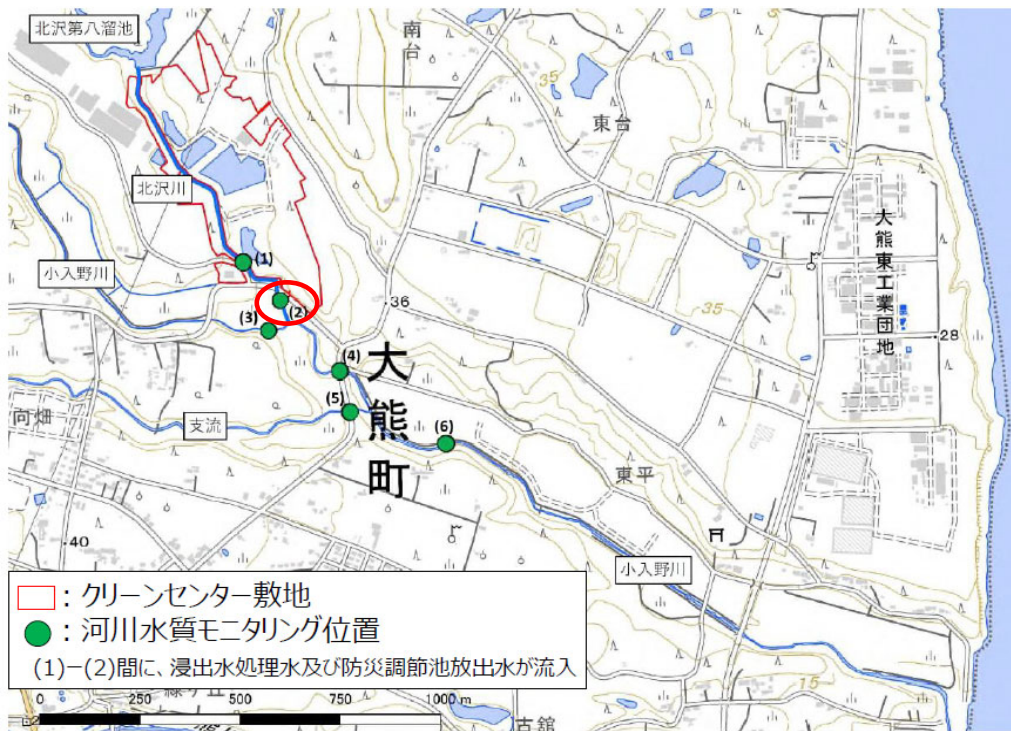 北沢第八溜池
南台
35
東台
北沢川
(1)
大熊東工業団地
小入野川
(2)
36
35
(3)
28
(4)
大熊町
(5)
(6)
支流
向畑
東平
40
小入野川
：クリーンセンター敷地
：河川水質モニタリング位置
(1)－(2)間に、浸出水処理水及び防災調節池放出水が流入
15
0 250 500 750 1000 m
古舘